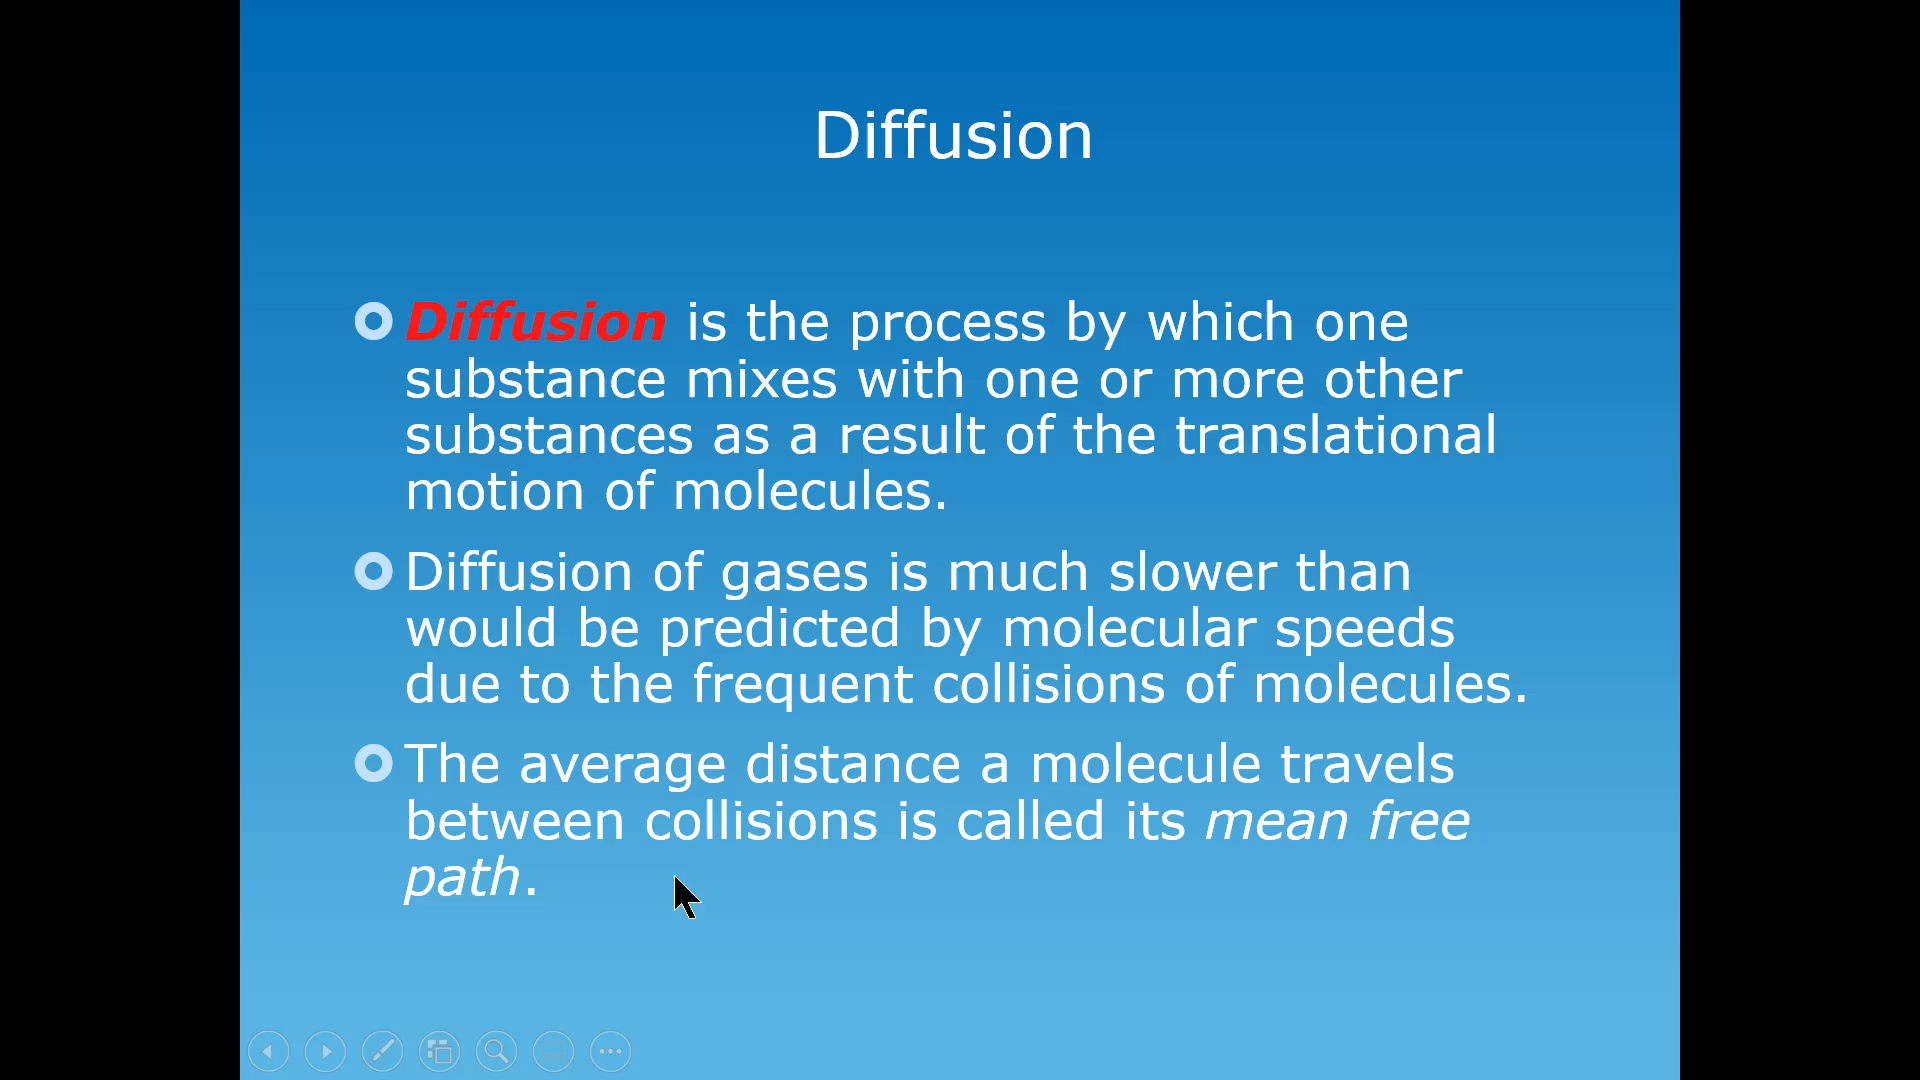 Diffusion
Diffusion is the process by which one
substance mixes with one or more other
substances as a result of the translational
motion of molecules.
Diffusion of gases is much slower than
would be predicted by molecular speeds
due to the frequent collisions of molecules.
The average distance a molecule travels
between collisions is called its mean free
path.